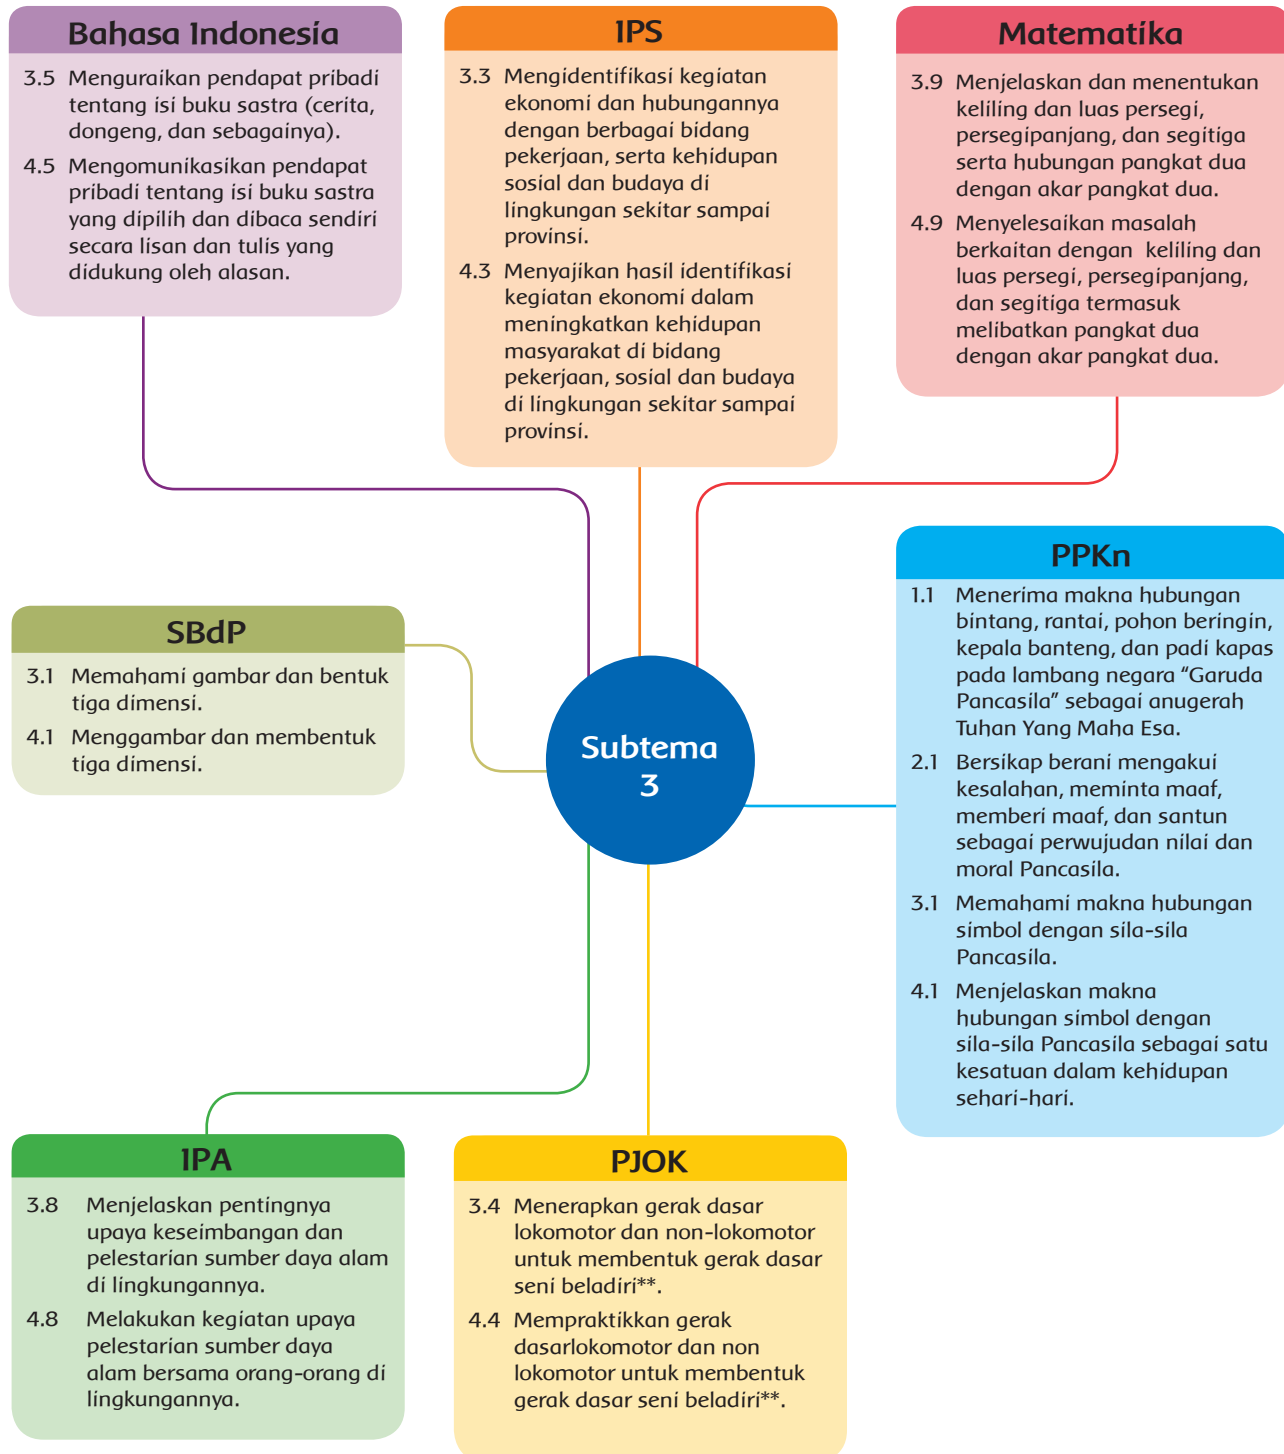 Bahasa Indonesia
3.5 Menguraikan pendapat pribadi
tentang isi buku sastra (cerita,
dongeng, dan sebagainya).
4.5 Mengomunikasikan pendapat
pribadi tentang isi buku sastra
yang dipilih dan dibaca sendiri
secara lisan dan tulis yang
didukung oleh alasan.
IPS
3.3 Mengidentifikasi kegiatan
ekonomi dan hubungannya
dengan berbagai bidang
pekerjaan, serta kehidupan
sosial dan budaya di
lingkungan sekitar sampai
provinsi.
4.3 Menyajikan hasil identifikasi
kegiatan ekonomi dalam
meningkatkan kehidupan
masyarakat di bidang
pekerjaan, sosial dan budaya
di lingkungan sekitar sampai
provinsi.
Matematika
3.9 Menjelaskan dan menentukan
keliling dan luas persegi,
persegipanjang, dan segitiga
serta hubungan pangkat dua
dengan akar pangkat dua.
4.9 Menyelesaikan masalah
berkaitan dengan keliling dan
luas persegi, persegipanjang,
dan segitiga termasuk
melibatkan pangkat dua
dengan akar pangkat dua.
SBdP
3.1 Memahami gambar dan bentuk
tiga dimensi.
4.1 Menggambar dan membentuk
tiga dimensi.
Subtema
3
PPKn
1.1 Menerima makna hubungan
bintang, rantai, pohon beringin,
kepala banteng, dan padi kapas
pada lambang negara “Garuda
Pancasila” sebagai anugerah
Tuhan Yang Maha Esa.
2.1 Bersikap berani mengakui
kesalahan, meminta maaf,
memberi maaf, dan santun
sebagai perwujudan nilai dan
moral Pancasila.
3.1 Memahami makna hubungan
simbol dengan sila-sila
Pancasila.
4.1 Menjelaskan makna
hubungan simbol dengan
sila-sila Pancasila sebagai satu
kesatuan dalam kehidupan
sehari-hari.
IPA
3.8 Menjelaskan pentingnya
upaya keseimbangan dan
pelestarian sumber daya alam
di lingkungannya.
4.8 Melakukan kegiatan upaya
pelestarian sumber daya
alam bersama orang-orang di
lingkungannya.
PJOK
3.4 Menerapkan gerak dasar
lokomotor dan non-lokomotor
untuk membentuk gerak dasar
seni beladiri**.
4.4 Mempraktikkan gerak
dasarlokomotor dan non
lokomotor untuk membentuk
gerak dasar seni beladiri**.